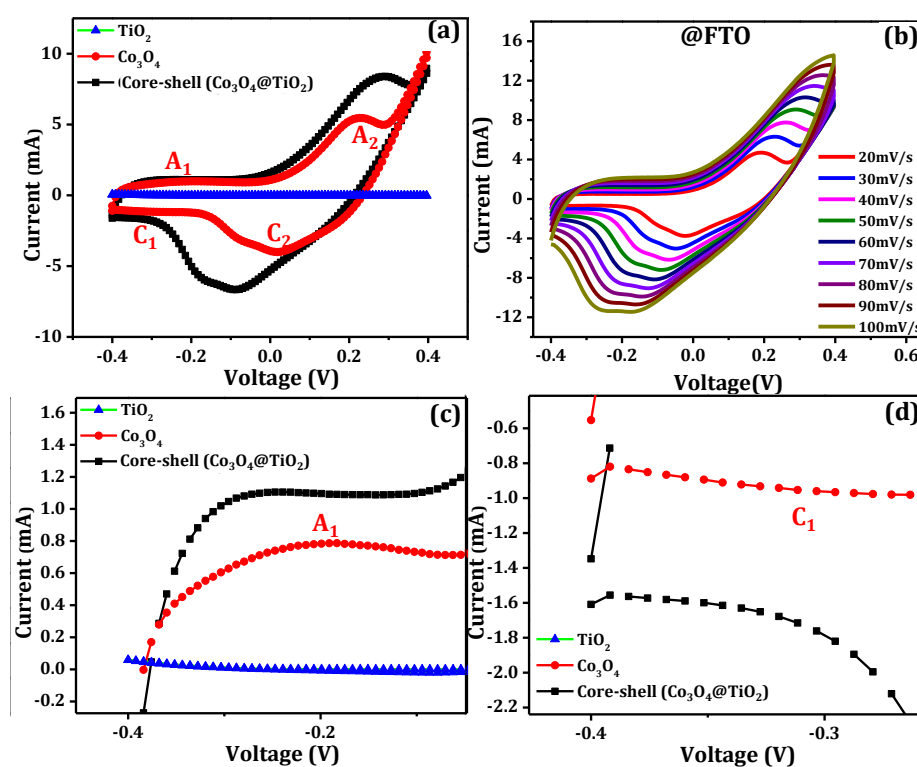 (a)
TiO₂
Co₃O₄
Core-shell (Co₃O₄@TiO₂)
A₁
A₂
C₁
C₂
10
5
0
-5
-10
Current (mA)
-0.4 -0.2 0.0 0.2 0.4
Voltage (V)
@FTO
(b)
16
12
8
4
0
-4
-8
-12
Current (mA)
20mV/s
30mV/s
40mV/s
50mV/s
60mV/s
70mV/s
80mV/s
90mV/s
100mV/s
-0.4 -0.2 0.0 0.2 0.4 0.6
Voltage(V)
(c)
TiO₂
Co₃O₄
Core-shell (Co₃O₄@TiO₂)
A₁
1.6
1.4
1.2
1.0
0.8
0.6
0.4
0.2
0.0
-0.2
Current (mA)
-0.4 -0.3 -0.2
Voltage (V)
(d)
-0.6
-0.8
-1.0
-1.2
-1.4
-1.6
-1.8
-2.0
-2.2
Current (mA)
C₁
TiO₂
Co₃O₄
Core-shell (Co₃O₄@TiO₂)
-0.4 -0.3
Voltage (V)